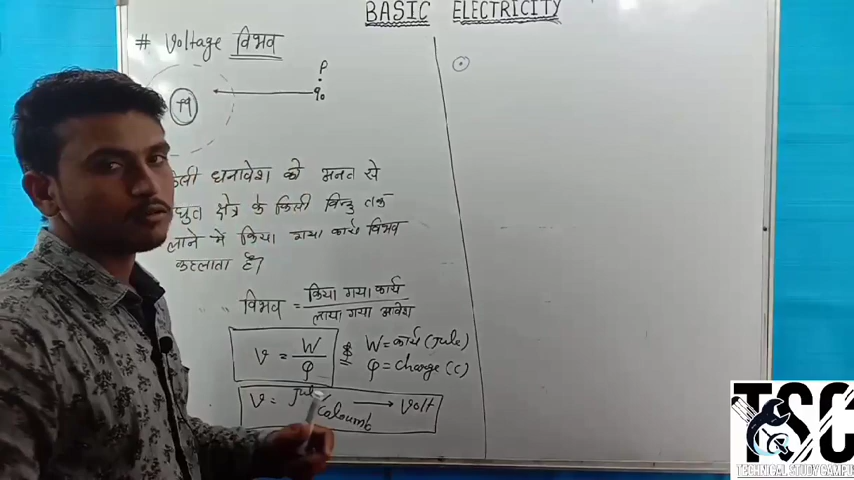 BASIC ELECTRICITY
# Voltage विभव
P
+q
q₀
किसी धनावेश को अनन्त से
क्षेत्र के किसी बिन्दु तक
लाने में किया गया कार्य विभव
कहलाता है।
विभव = किया गया कार्य / लाया गया आवेश
V = W/Q
W = कार्य (Jule)
Q = charge (C)
V = Jule/Caloumb → Volt
TSC
TECHNICAL STUDY CAMPUS